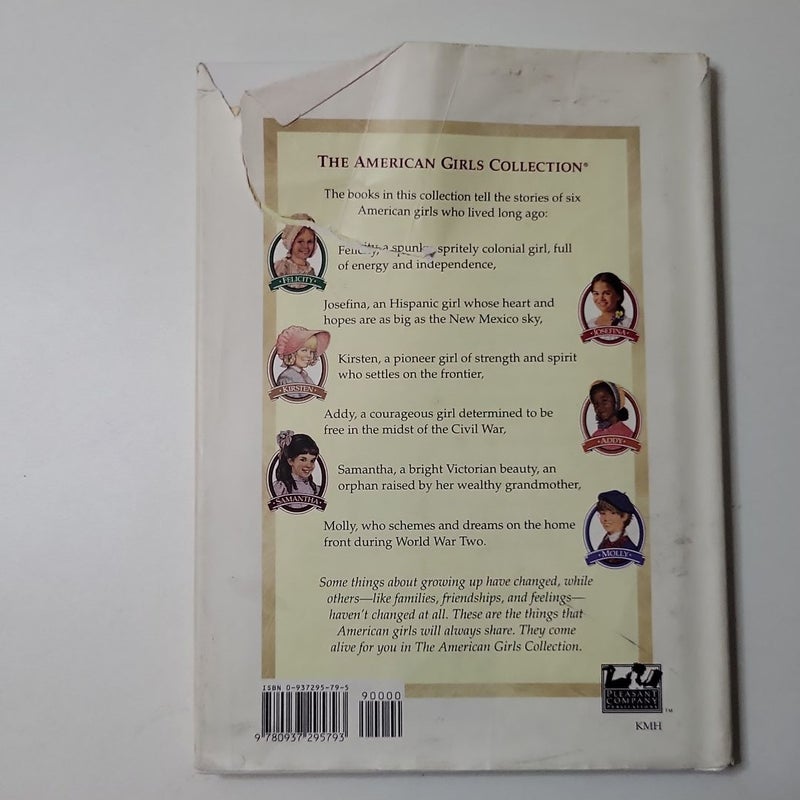 THE AMERICAN GIRLS COLLECTION®
The books in this collection tell the stories of six
American girls who lived long ago:
Felicity, a spunky, spritely colonial girl, full
of energy and independence,
FELICITY
Josefina, an Hispanic girl whose heart and
hopes are as big as the New Mexico sky,
JOSEFINA
Kirsten, a pioneer girl of strength and spirit
who settles on the frontier,
KIRSTEN
Addy, a courageous girl determined to be
free in the midst of the Civil War,
ADDY
Samantha, a bright Victorian beauty, an
orphan raised by her wealthy grandmother,
SAMANTHA
Molly, who schemes and dreams on the home
front during World War Two.
MOLLY
Some things about growing up have changed, while
others—like families, friendships, and feelings—
haven't changed at all. These are the things that
American girls will always share. They come
alive for you in The American Girls Collection.
ISBN 0-937295-79-5
90000
9 780937 295793
PLEASANT
COMPANY
PUBLICATIONS
TM
KMH